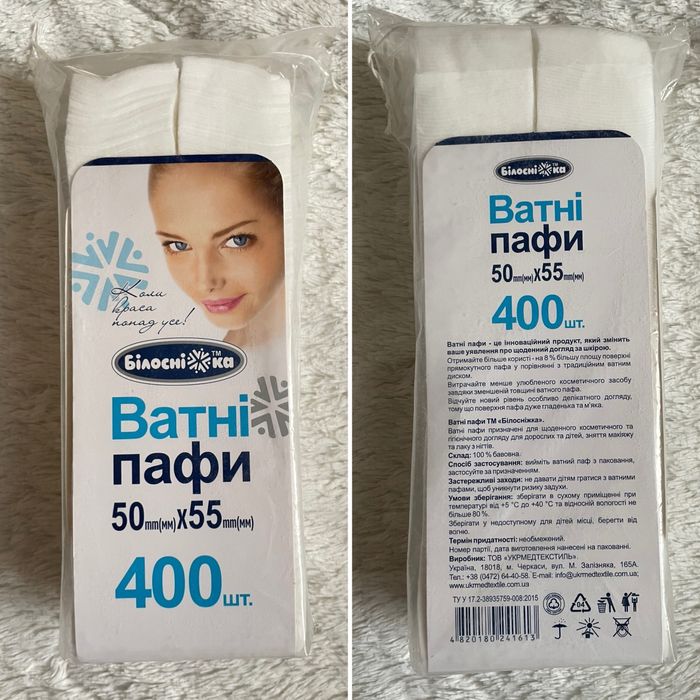 Коли
краса
понад усе!
Білосні ка TM
Ватні
пафи
50mm(мм)x55mm(мм)
400шт.
Білосні ка TM
Ватні
пафи
50mm(мм)x55mm(мм)
400шт.
Ватні пафи - це інноваційний продукт, який змінить
ваше уявлення про щоденний догляд за шкірою.
Отримайте більше користі - на 8 % більшу площу поверхні
прямокутного пафа у порівнянні з традиційним ватним
диском.
Витрачайте менше улюбленого косметичного засобу
завдяки зменшеній товщині ватного пафа.
Відчуйте новий рівень особливо делікатного догляду,
тому що поверхня пафа дуже гладенька та м'яка.
Ватні пафи ТМ «Білосніжка».
Ватні пафи призначені для щоденного косметичного та
гігієнічного догляду для дорослих та дітей, зняття макіяжу
та лаку з нігтів.
Склад: 100 % бавовна.
Спосіб застосування: вийміть ватний паф з паковання,
застосуйте за призначенням.
Застережливі заходи: не давати дітям гратися з ватними
пафами, щоб уникнути ризику задухи.
Умови зберігання: зберігати в сухому приміщенні при
температурі від +5 °С до +40 °С та відносній вологості не
більше 80 %.
Зберігати у недоступному для дітей місці, берегти від
вогню.
Термін придатності: необмежений.
Номер партії, дата виготовлення нанесені на пакованні.
Виробник: ТОВ «УКРМЕДТЕКСТИЛЬ».
Україна, 18018, м. Черкаси, вул. М. Залізняка, 165А.
Тел.: +38 (0472) 64-40-58. E-mail: info@ukrmedtextile.com.ua;
www.ukrmedtextile.com.ua
ТУ У 17.2-38935759-008:2015
04
4 820180 241613